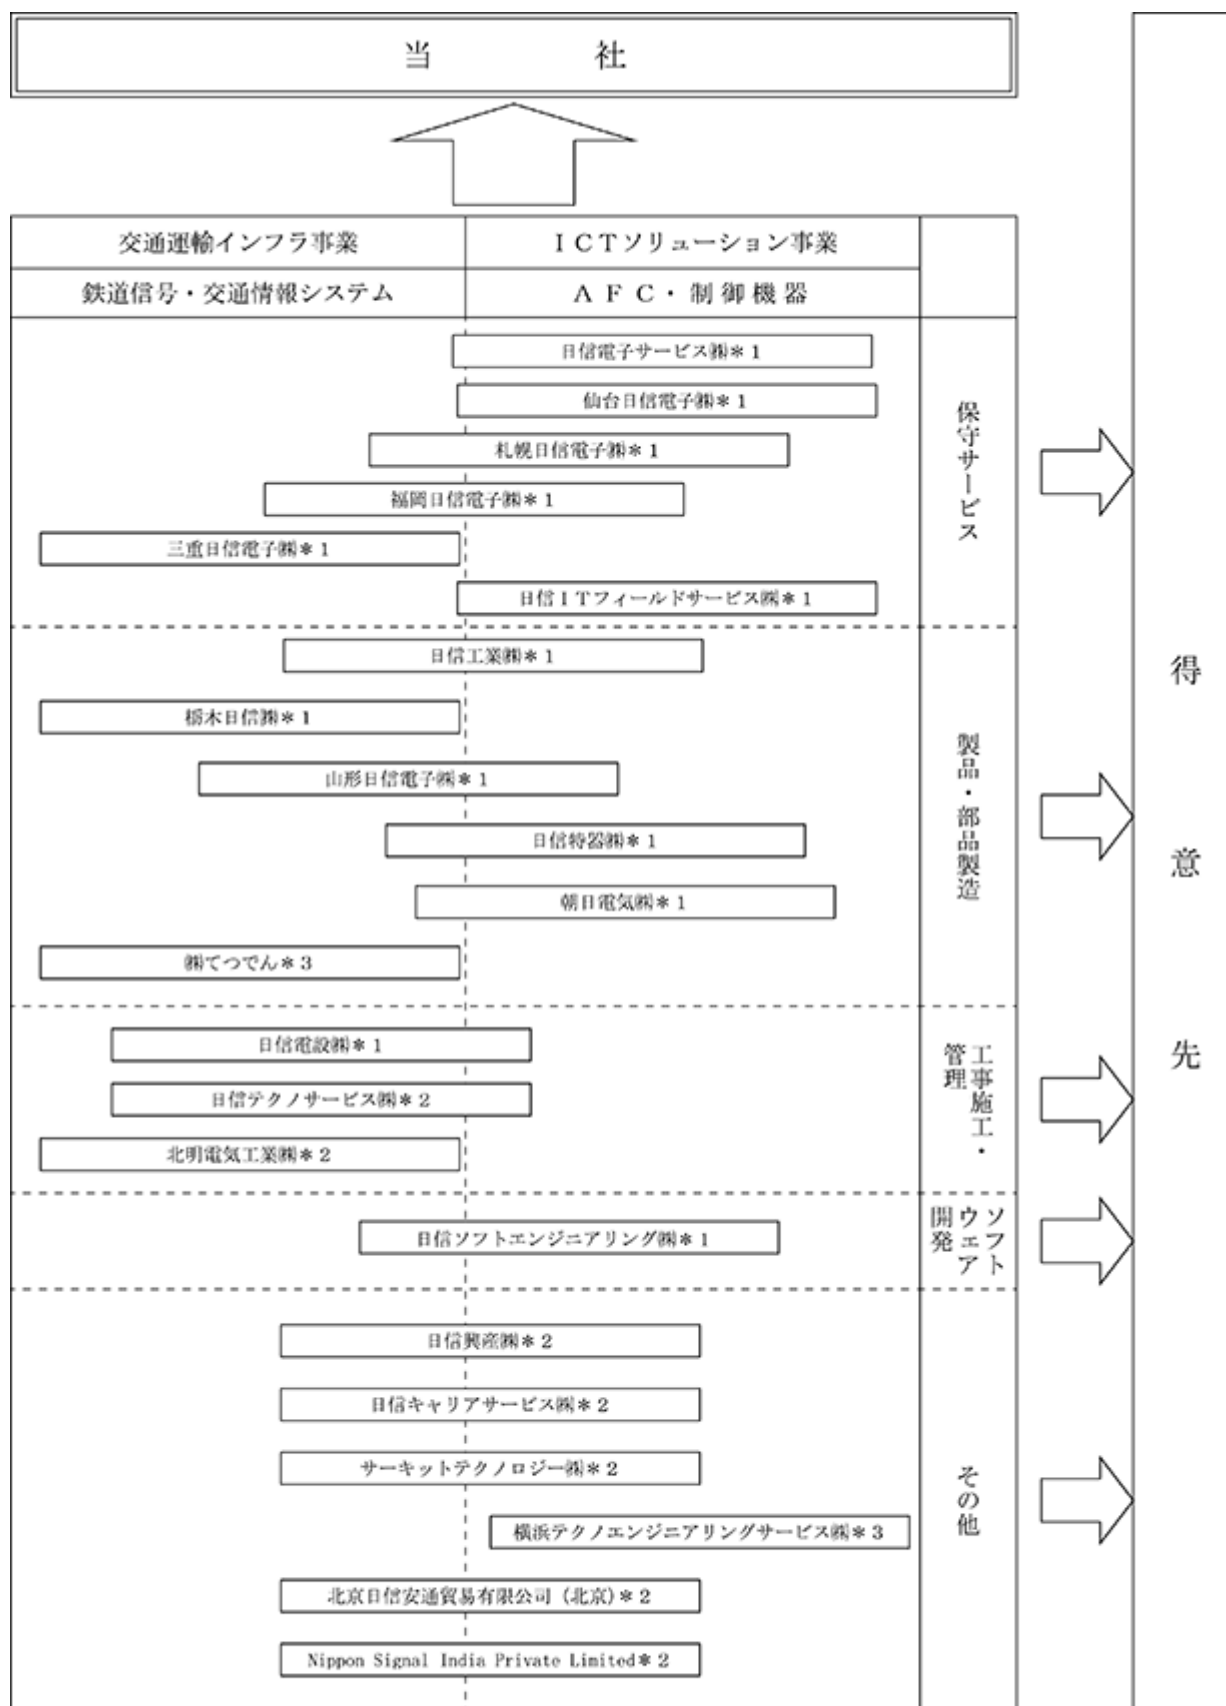 当社
交通運輸インフラ事業
ICTソリューション事業
鉄道信号・交通情報システム
AFC・制御機器
日信電子サービス㈱＊1
仙台日信電子㈱＊1
札幌日信電子㈱＊1
福岡日信電子㈱＊1
三重日信電子㈱＊1
日信ITフィールドサービス㈱＊1
保守サービス
日信工業㈱＊1
栃木日信㈱＊1
山形日信電子㈱＊1
日信特器㈱＊1
朝日電気㈱＊1
㈱てつでん＊3
製品・部品製造
日信電設㈱＊1
日信テクノサービス㈱＊2
北明電気工業㈱＊2
工事施工・
管理
日信ソフトエンジニアリング㈱＊1
ソフト
ウェア
開発
日信興産㈱＊2
日信キャリアサービス㈱＊2
サーキットテクノロジー㈱＊2
横浜テクノエンジニアリングサービス㈱＊3
北京日信安通貿易有限公司（北京）＊2
Nippon Signal India Private Limited＊2
その他
得意先